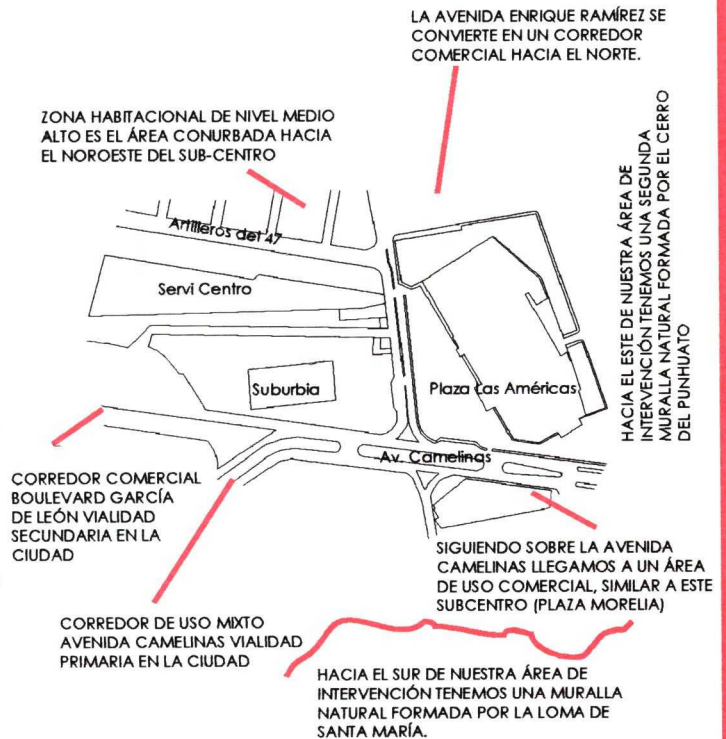 LA AVENIDA ENRIQUE RAMÍREZ SE
CONVIERTE EN UN CORREDOR
COMERCIAL HACIA EL NORTE.
ZONA HABITACIONAL DE NIVEL MEDIO
ALTO ES EL ÁREA CONURBADA HACIA
EL NOROESTE DEL SUB-CENTRO
HACIA EL ESTE DE NUESTRA ÁREA DE
INTERVENCIÓN TENEMOS UNA SEGUNDA
MURALLA NATURAL FORMADA POR EL CERRO
DEL PUNHUATO
Artilleros del 47
Servi Centro
Suburbia
Plaza Las Américas
Av. Camelinas
CORREDOR COMERCIAL
BOULEVARD GARCÍA
DE LEÓN VIALIDAD
SECUNDARIA EN LA
CIUDAD
SIGUIENDO SOBRE LA AVENIDA
CAMELINAS LLEGAMOS A UN ÁREA
DE USO COMERCIAL, SIMILAR A ESTE
SUBCENTRO (PLAZA MORELIA)
CORREDOR DE USO MIXTO
AVENIDA CAMELINAS VIALIDAD
PRIMARIA EN LA CIUDAD
HACIA EL SUR DE NUESTRA ÁREA DE
INTERVENCIÓN TENEMOS UNA MURALLA
NATURAL FORMADA POR LA LOMA DE
SANTA MARÍA.